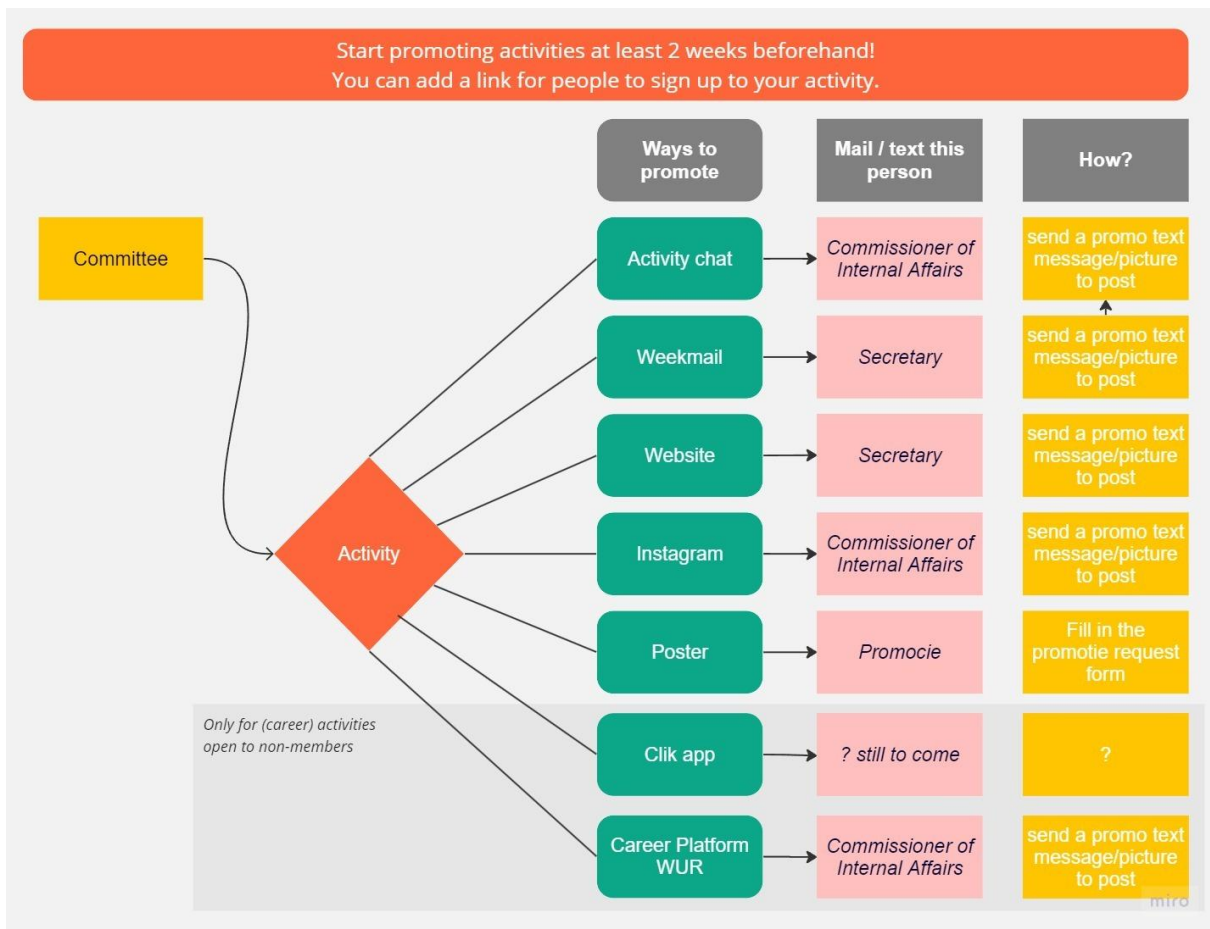 Start promoting activities at least 2 weeks beforehand!
You can add a link for people to sign up to your activity.
Ways to
promote
Mail / text this
person
How?
Committee
Activity
Activity chat
Commissioner of
Internal Affairs
send a promo text
message/picture
to post
Weekmail
Secretary
send a promo text
message/picture
to post
Website
Secretary
send a promo text
message/picture
to post
Instagram
Commissioner of
Internal Affairs
send a promo text
message/picture
to post
Poster
Promocie
Fill in the
promotie request
form
Only for (career) activities
open to non-members
Clik app
? still to come
?
Career Platform
WUR
Commissioner of
Internal Affairs
send a promo text
message/picture
to post
miro